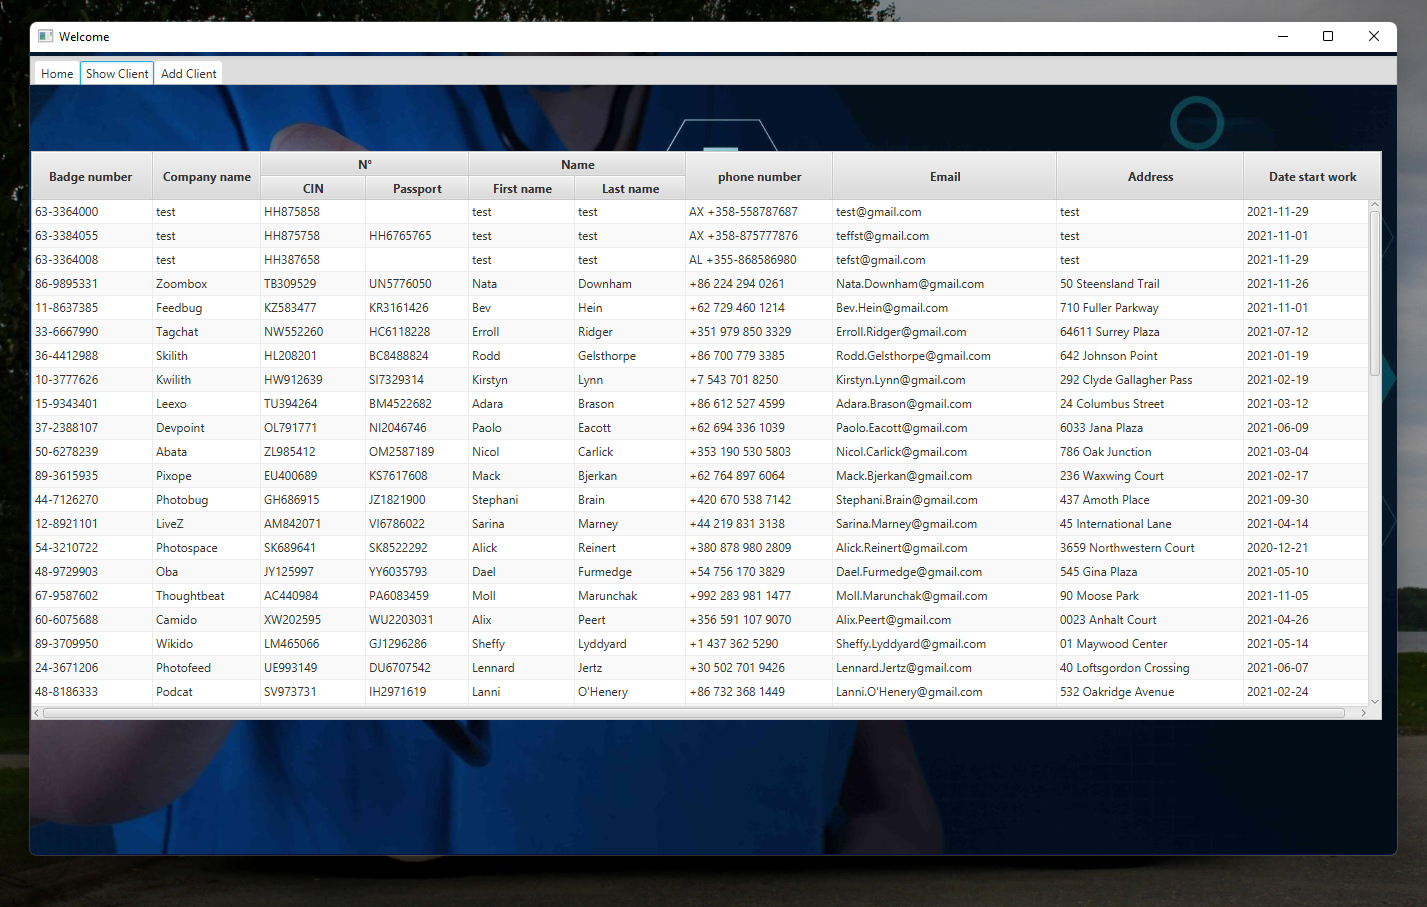 Welcome
Home Show Client Add Client
Badge number Company name N° Name phone number Email Address Date start work
CIN Passport First name Last name
63-3364000 test HH875858 test test AX +358-558787687 test@gmail.com test 2021-11-29
63-3384055 test HH875758 HH6765765 test test AX +358-875777876 teffst@gmail.com test 2021-11-01
63-3364008 test HH387658 test test AL +355-868586980 tefst@gmail.com test 2021-11-29
86-9895331 Zoombox TB309529 UN5776050 Nata Downham +86 224 294 0261 Nata.Downham@gmail.com 50 Steensland Trail 2021-11-26
11-8637385 Feedbug KZ583477 KR3161426 Bev Hein +62 729 460 1214 Bev.Hein@gmail.com 710 Fuller Parkway 2021-11-01
33-6667990 Tagchat NW552260 HC6118228 Erroll Ridger +351 979 850 3329 Erroll.Ridger@gmail.com 64611 Surrey Plaza 2021-07-12
36-4412988 Skilith HL208201 BC8488824 Rodd Gelsthorpe +86 700 779 3385 Rodd.Gelsthorpe@gmail.com 642 Johnson Point 2021-01-19
10-3777626 Kwilith HW912639 SI7329314 Kirstyn Lynn +7 543 701 8250 Kirstyn.Lynn@gmail.com 292 Clyde Gallagher Pass 2021-02-19
15-9343401 Leexo TU394264 BM4522682 Adara Brason +86 612 527 4599 Adara.Brason@gmail.com 24 Columbus Street 2021-03-12
37-2388107 Devpoint OL791771 NI2046746 Paolo Eacott +62 694 336 1039 Paolo.Eacott@gmail.com 6033 Jana Plaza 2021-06-09
50-6278239 Abata ZL985412 OM2587189 Nicol Carlick +353 190 530 5803 Nicol.Carlick@gmail.com 786 Oak Junction 2021-03-04
89-3615935 Pixope EU400689 KS7617608 Mack Bjerkan +62 764 897 6064 Mack.Bjerkan@gmail.com 236 Waxwing Court 2021-02-17
44-7126270 Photobug GH686915 JZ1821900 Stephani Brain +420 670 538 7142 Stephani.Brain@gmail.com 437 Amoth Place 2021-09-30
12-8921101 LiveZ AM842071 VI6786022 Sarina Marney +44 219 831 3138 Sarina.Marney@gmail.com 45 International Lane 2021-04-14
54-3210722 Photospace SK689641 SK8522292 Alick Reinert +380 878 980 2809 Alick.Reinert@gmail.com 3659 Northwestern Court 2020-12-21
48-9729903 Oba JY125997 YY6035793 Dael Furmedge +54 756 170 3829 Dael.Furmedge@gmail.com 545 Gina Plaza 2021-05-10
67-9587602 Thoughtbeat AC440984 PA6083459 Moll Marunchak +992 283 981 1477 Moll.Marunchak@gmail.com 90 Moose Park 2021-11-05
60-6075688 Camido XW202595 WU2203031 Alix Peert +356 591 107 9070 Alix.Peert@gmail.com 0023 Anhalt Court 2021-04-26
89-3709950 Wikido LM465066 GJ1296286 Sheffy Lyddyard +1 437 362 5290 Sheffy.Lyddyard@gmail.com 01 Maywood Center 2021-05-14
24-3671206 Photofeed UE993149 DU6707542 Lennard Jertz +30 502 701 9426 Lennard.Jertz@gmail.com 40 Loftsgordon Crossing 2021-06-07
48-8186333 Podcat SV973731 IH2971619 Lanni O'Henery +86 732 368 1449 Lanni.O'Henery@gmail.com 532 Oakridge Avenue 2021-02-24